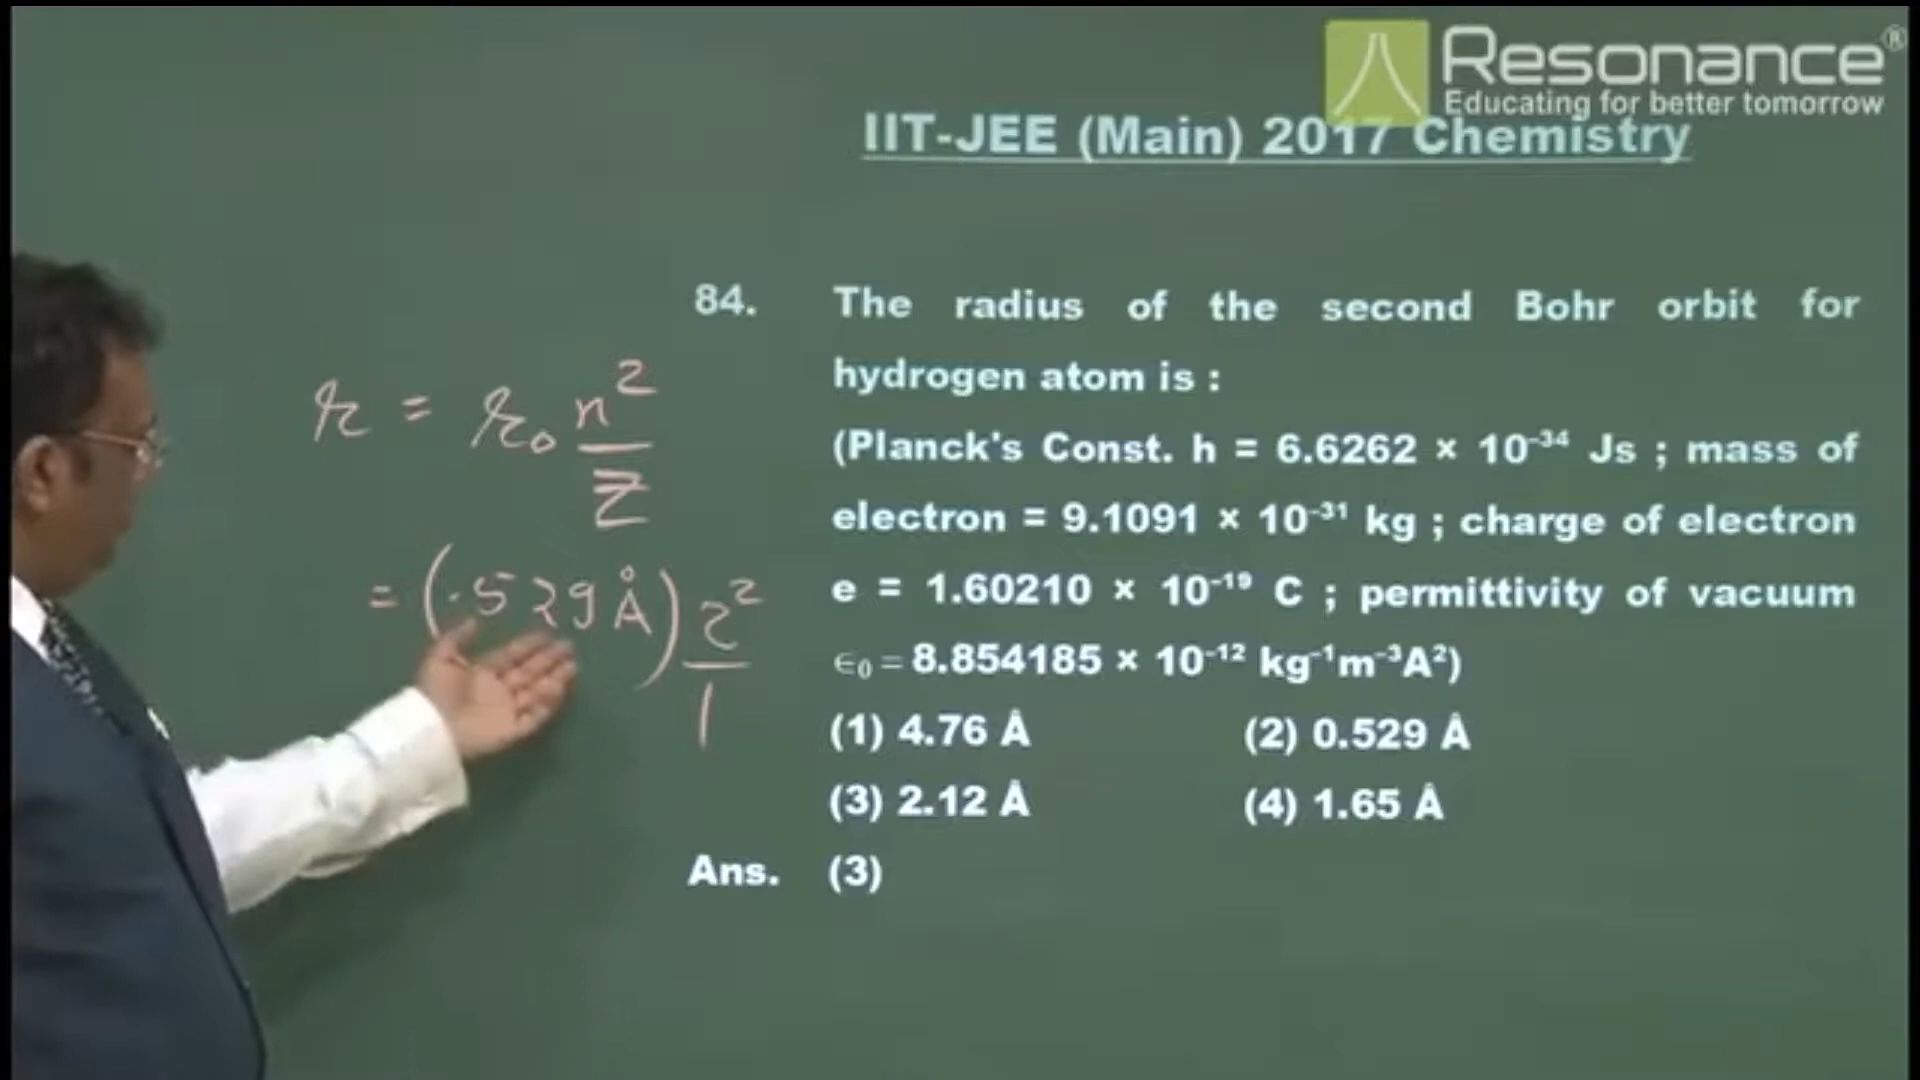 Resonance®
Educating for better tomorrow
IIT-JEE (Main) 2017 Chemistry
84. The radius of the second Bohr orbit for
hydrogen atom is :
(Planck's Const. h = 6.6262 × 10⁻³⁴ Js ; mass of
electron = 9.1091 × 10⁻³¹ kg ; charge of electron
e = 1.60210 × 10⁻¹⁹ C ; permittivity of vacuum
∈₀ = 8.854185 × 10⁻¹² kg⁻¹m⁻³A²)
(1) 4.76 Å (2) 0.529 Å
(3) 2.12 Å (4) 1.65 Å
Ans. (3)
r = r₀ n²/Z
= (.529 Å) 2²/1